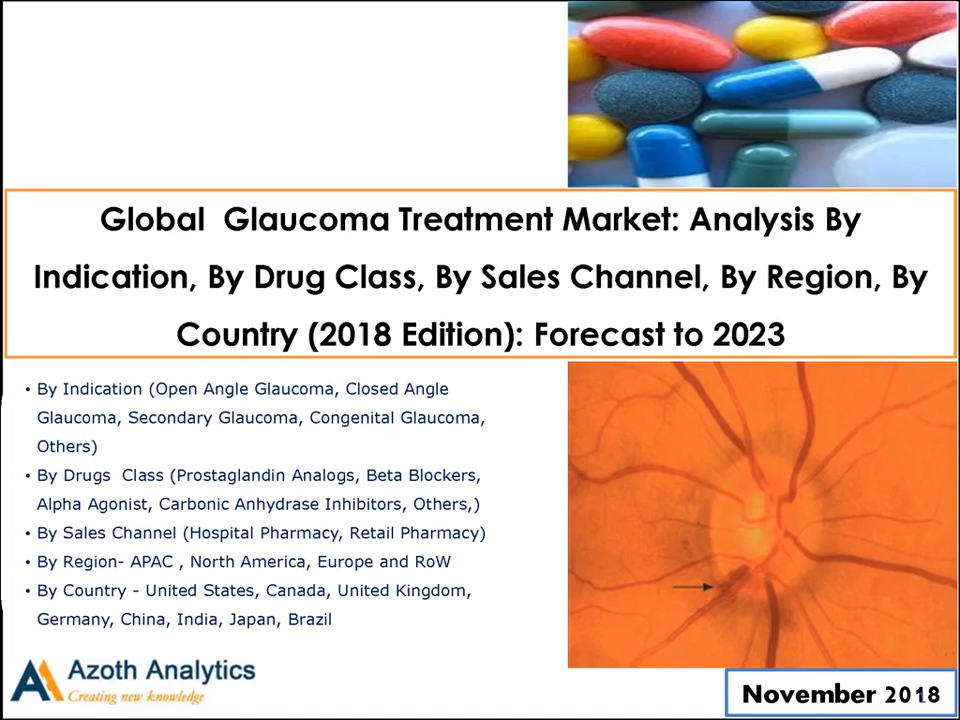 Global  Glaucoma Treatment Market: Analysis By
Indication, By Drug Class, By Sales Channel, By Region, By
Country (2018 Edition): Forecast to 2023
• By Indication (Open Angle Glaucoma, Closed Angle
Glaucoma, Secondary Glaucoma, Congenital Glaucoma,
Others)
• By Drugs  Class (Prostaglandin Analogs, Beta Blockers,
Alpha Agonist, Carbonic Anhydrase Inhibitors, Others,)
• By Sales Channel (Hospital Pharmacy, Retail Pharmacy)
• By Region- APAC , North America, Europe and RoW
• By Country - United States, Canada, United Kingdom,
Germany, China, India, Japan, Brazil
Azoth Analytics
Creating new knowledge
November 2018